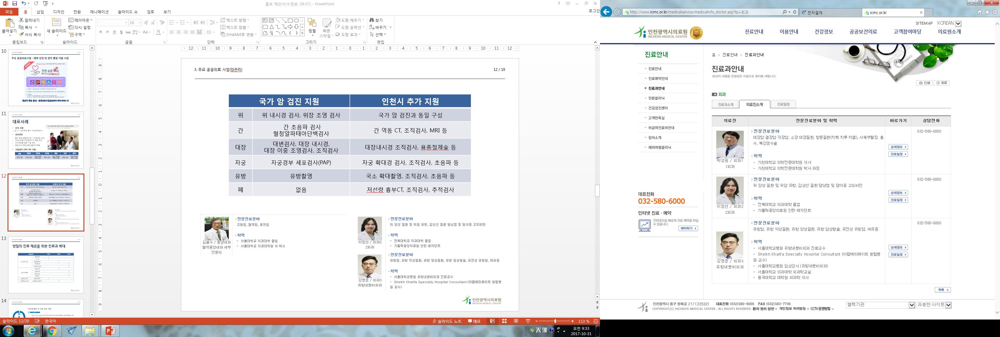 홍보 제안서(수정본, 09.07) - PowerPoint
로그인
파일 홈 삽입 디자인 전환 애니메이션 슬라이드 쇼 검토 보기
붙여넣기
잘라내기
복사
서식 복사
클립보드
새 슬라이드
레이아웃
다시 설정
구역
슬라이드
16
글꼴
텍스트 방향
텍스트 맞춤
SmartArt로 변환
단락
정렬
빠른 스타일
도형 채우기
도형 윤곽선
도형 효과
그리기
찾기
바꾸기
선택
편집
10
주요 공공의료사업 – 행복 인천 암 관리 통합 지원 사업
11
대표사례
12
13
양질의 진료 제공을 위한 진료과 확대
14
3. 주요 공공의료 사업(암관리)
12 / 19
국가 암 검진 지원 인천시 추가 지원
위 위 내시경 검사, 위장 조영 검사 국가 암 검진과 동일 구성
간 간 초음파 검사
혈청알파태아단백검사 간 역동 CT, 조직검사, MRI 등
대장 대변검사, 대장 내시경,
대장 이중 조영검사, 조직검사 대장내시경 조직검사, 용종절제술 등
자궁 자궁경부 세포검사(PAP) 자궁 확대경 검사, 조직검사, 초음파 등
유방 유방촬영 국소 확대촬영, 조직검사, 초음파 등
폐 없음 저선량 흉부CT, 조직검사, 추적검사
김철수 / 종양내과
혈액종양내과 세부
전문의
전문진료분야
고형암, 혈액암, 희귀암
학력
- 서울대학교 의과대학 졸업
- 서울대학교 의과대학원 석·박사
이정선 / 외과2
2외과
전문진료분야
위 양성 질환 및 위암 유방, 갑상선 질환 담낭염 및 담석증 고도비만
학력
- 전북대학교 의과대학 졸업
- 가톨릭중앙의료원 인턴·레지던트
강영준 / 외과3
유방내분비외과
전문진료분야
유방암, 유방 악성질환, 유방 양성질환, 유방 암성형술, 유전성 유방암, 여유증
학력
- 서울대학교병원 유방내분비외과 진료교수
- Sheikh Khalifa Specialty Hospital Consultant (아랍에미레이트 왕립병
원 교수)
인천광역시의료원
INCHEON MEDICAL CENTER
슬라이드 12/20 한국어
슬라이드 노트 메모 113 %
오전 9:33
2017-10-31
http://www.icmc.or.kr/medicalservice/medicalinfo_doctor.asp?tp=외과
전자결재
icmc.or.kr
SITEMAP KOREAN
인천광역시의료원
INCHEON MEDICAL CENTER
진료안내 이용안내 건강정보 공공보건의료 고객참여마당 의료원소개
진료안내
진료안내
진료예약안내
진료과안내
전문클리닉
건강검진센터
고객만족실
비급여진료비안내
장비소개
해외여행클리닉
대표전화
032-580-6000
인터넷 진료 · 예약
인터넷으로 빠르게 진료 예약을 하실
수 있습니다.
예약하기
홈 > 진료안내 > 진료과안내
진료과안내
80년의 세월을 한결같은 마음으로 환자를 대합니다.
인쇄 뒤로
외과
진료과소개 의료진소개 진료일정
의료진 전문진료분야 및 학력 바로가기 상담전화
박성원 / 외과1
1외과
전문진료분야
대장암·결장암·직장암, 소장·대장질환, 항문질환(치핵·치루·치열), 서혜부탈장, 충
수, 복강경수술
학력
- 가천대학교 의학전문대학원 석사
- 가천대학교 의학전문대학원 박사 과정
상세정보
진료일정
032-580-6000
이정선 / 외과2
2외과
전문진료분야
위 양성 질환 및 위암 유방, 갑상선 질환 담낭염 및 담석증 고도비만
학력
- 전북대학교 의과대학 졸업
- 가톨릭중앙의료원 인턴·레지던트
상세정보
진료일정
032-580-6000
강영준 / 외과3
유방내분비외과
전문진료분야
유방암, 유방 악성질환, 유방 양성질환, 유방 암성형술, 유전성 유방암, 여유증
학력
- 서울대학교병원 유방내분비외과 진료교수
- Sheikh Khalifa Specialty Hospital Consultant (아랍에미레이트 왕립병
원 교수)
- 서울대학교병원 임상강사 (유방내분비외과)
- 서울대학교 의과대학 외과학교실
- 동국대학교 대학원 외과학 석사
상세정보
진료일정
032-580-6000
목록
인천광역시 동구 방축로 217 (22532) 대표전화 (032)580-6000 FAX (032)583-7746
COPYRIGHT(C) INCHEON MEDICAL CENTER . ALL RIGHTS RESERVED 환자 권리 장전 개인정보 처리방침 CCTV 운영방침
협력기관
유용한 사이트